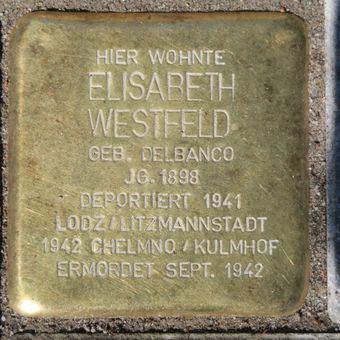 HIER WOHNTE
ELISABETH
WESTFELD
GEB. DELBANCO
JG. 1898
DEPORTIERT 1941
LODZ/LITZMANNSTADT
1942 CHELMNO / KULMHOF
ERMORDET SEPT. 1942